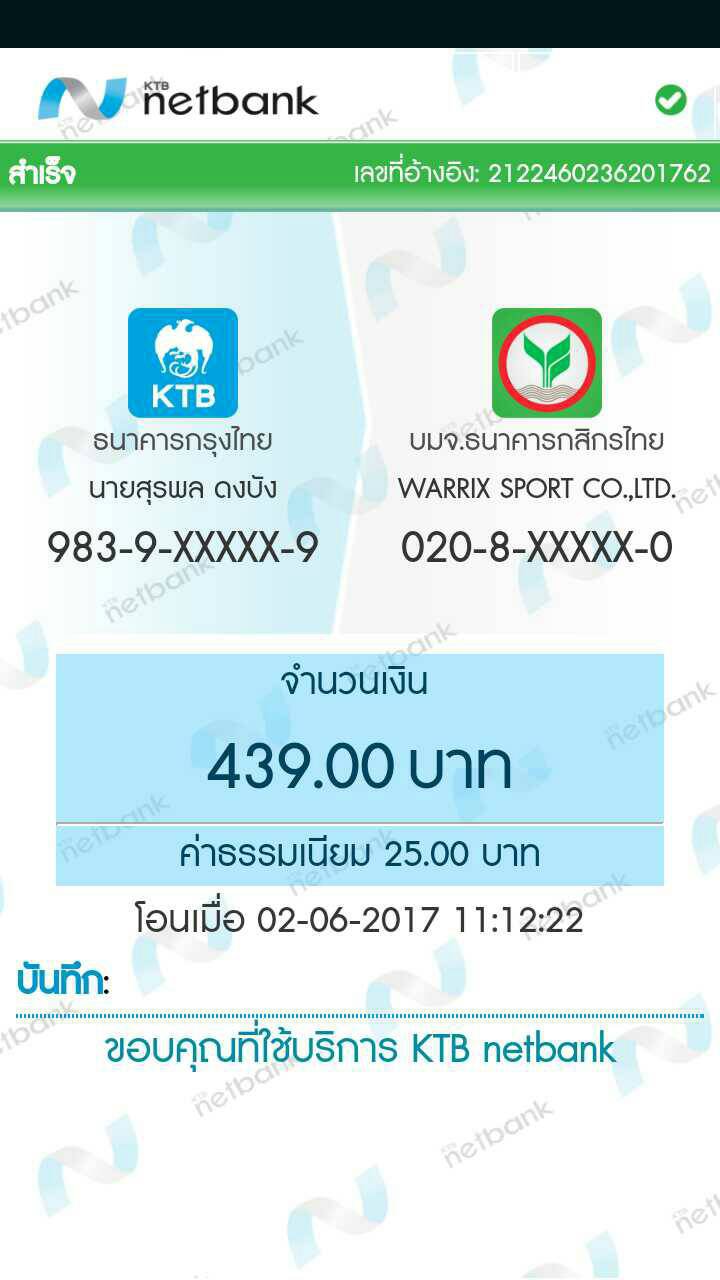 KTB
netbank
สำเร็จ
เลขที่อ้างอิง: 2122460236201762
KTB
ธนาคารกรุงไทย
นายสุรพล ดงบัง
983-9-XXXXX-9
บมจ.ธนาคารกสิกรไทย
WARRIX SPORT CO.,LTD.
020-8-XXXXX-0
จำนวนเงิน
439.00 บาท
ค่าธรรมเนียม 25.00 บาท
โอนเมื่อ 02-06-2017 11:12:22
บันทึก:
ขอบคุณที่ใช้บริการ KTB netbank